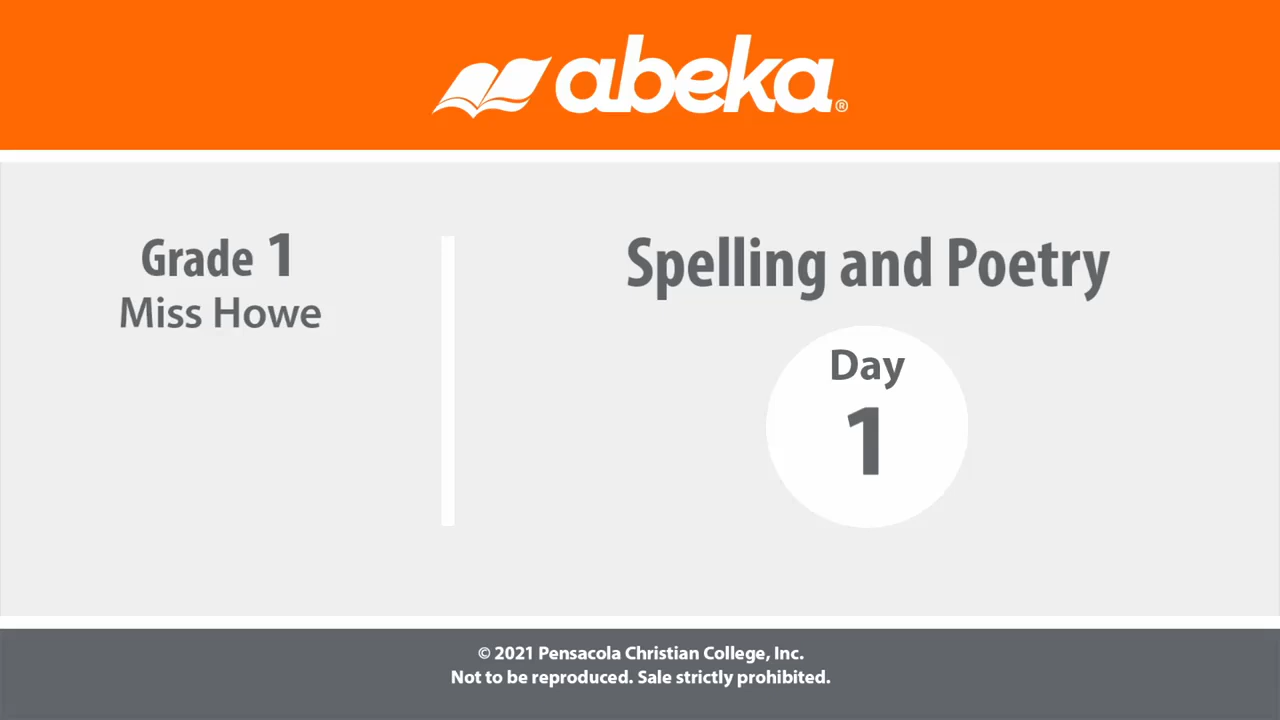 abeka®
Grade 1
Miss Howe
Spelling and Poetry
Day
1
© 2021 Pensacola Christian College, Inc.
Not to be reproduced. Sale strictly prohibited.